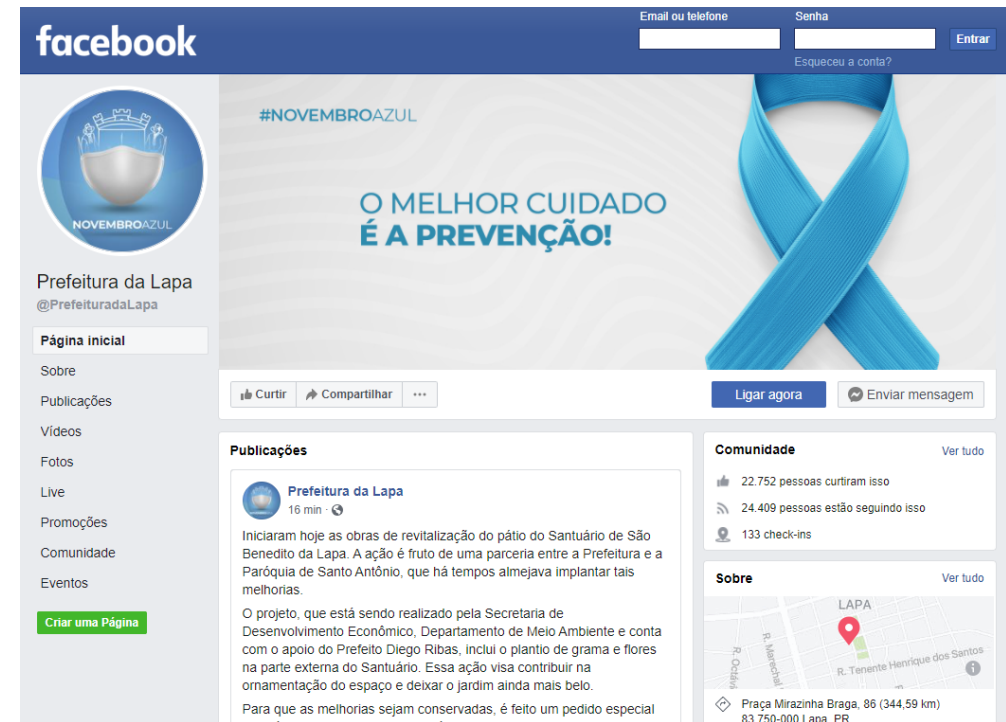 facebook
Email ou telefone
Senha
Entrar
Esqueceu a conta?
NOVEMBROAZUL
Prefeitura da Lapa
@PrefeituradaLapa
Página inicial
Sobre
Publicações
Vídeos
Fotos
Live
Promoções
Comunidade
Eventos
Criar uma Página
#NOVEMBROAZUL
O MELHOR CUIDADO
É A PREVENÇÃO!
Curtir
Compartilhar
...
Ligar agora
Enviar mensagem
Publicações
Prefeitura da Lapa
16 min ·
Iniciaram hoje as obras de revitalização do pátio do Santuário de São
Benedito da Lapa. A ação é fruto de uma parceria entre a Prefeitura e a
Paróquia de Santo Antônio, que há tempos almejava implantar tais
melhorias.
O projeto, que está sendo realizado pela Secretaria de
Desenvolvimento Econômico, Departamento de Meio Ambiente e conta
com o apoio do Prefeito Diego Ribas, inclui o plantio de grama e flores
na parte externa do Santuário. Essa ação visa contribuir na
ornamentação do espaço e deixar o jardim ainda mais belo.
Para que as melhorias sejam conservadas, é feito um pedido especial
Comunidade
Ver tudo
22.752 pessoas curtiram isso
24.409 pessoas estão seguindo isso
133 check-ins
Sobre
Ver tudo
LAPA
R. Marechal
R. Tenente Henrique dos Santos
Praça Mirazinha Braga, 86 (344,59 km)
83.750-000 Lapa, PR